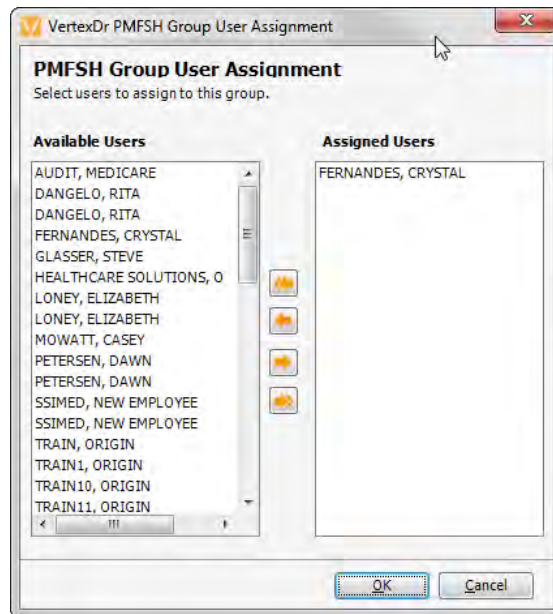 VertexDr PMFSH Group User Assignment
PMFSH Group User Assignment
Select users to assign to this group.
Available Users
AUDIT, MEDICARE
DANGELO, RITA
DANGELO, RITA
FERNANDES, CRYSTAL
GLASSER, STEVE
HEALTHCARE SOLUTIONS, O
LONEY, ELIZABETH
LONEY, ELIZABETH
MOWATT, CASEY
PETERSEN, DAWN
PETERSEN, DAWN
SSIMED, NEW EMPLOYEE
SSIMED, NEW EMPLOYEE
TRAIN, ORIGIN
TRAIN1, ORIGIN
TRAIN10, ORIGIN
TRAIN11, ORIGIN
Assigned Users
FERNANDES, CRYSTAL
OK
Cancel